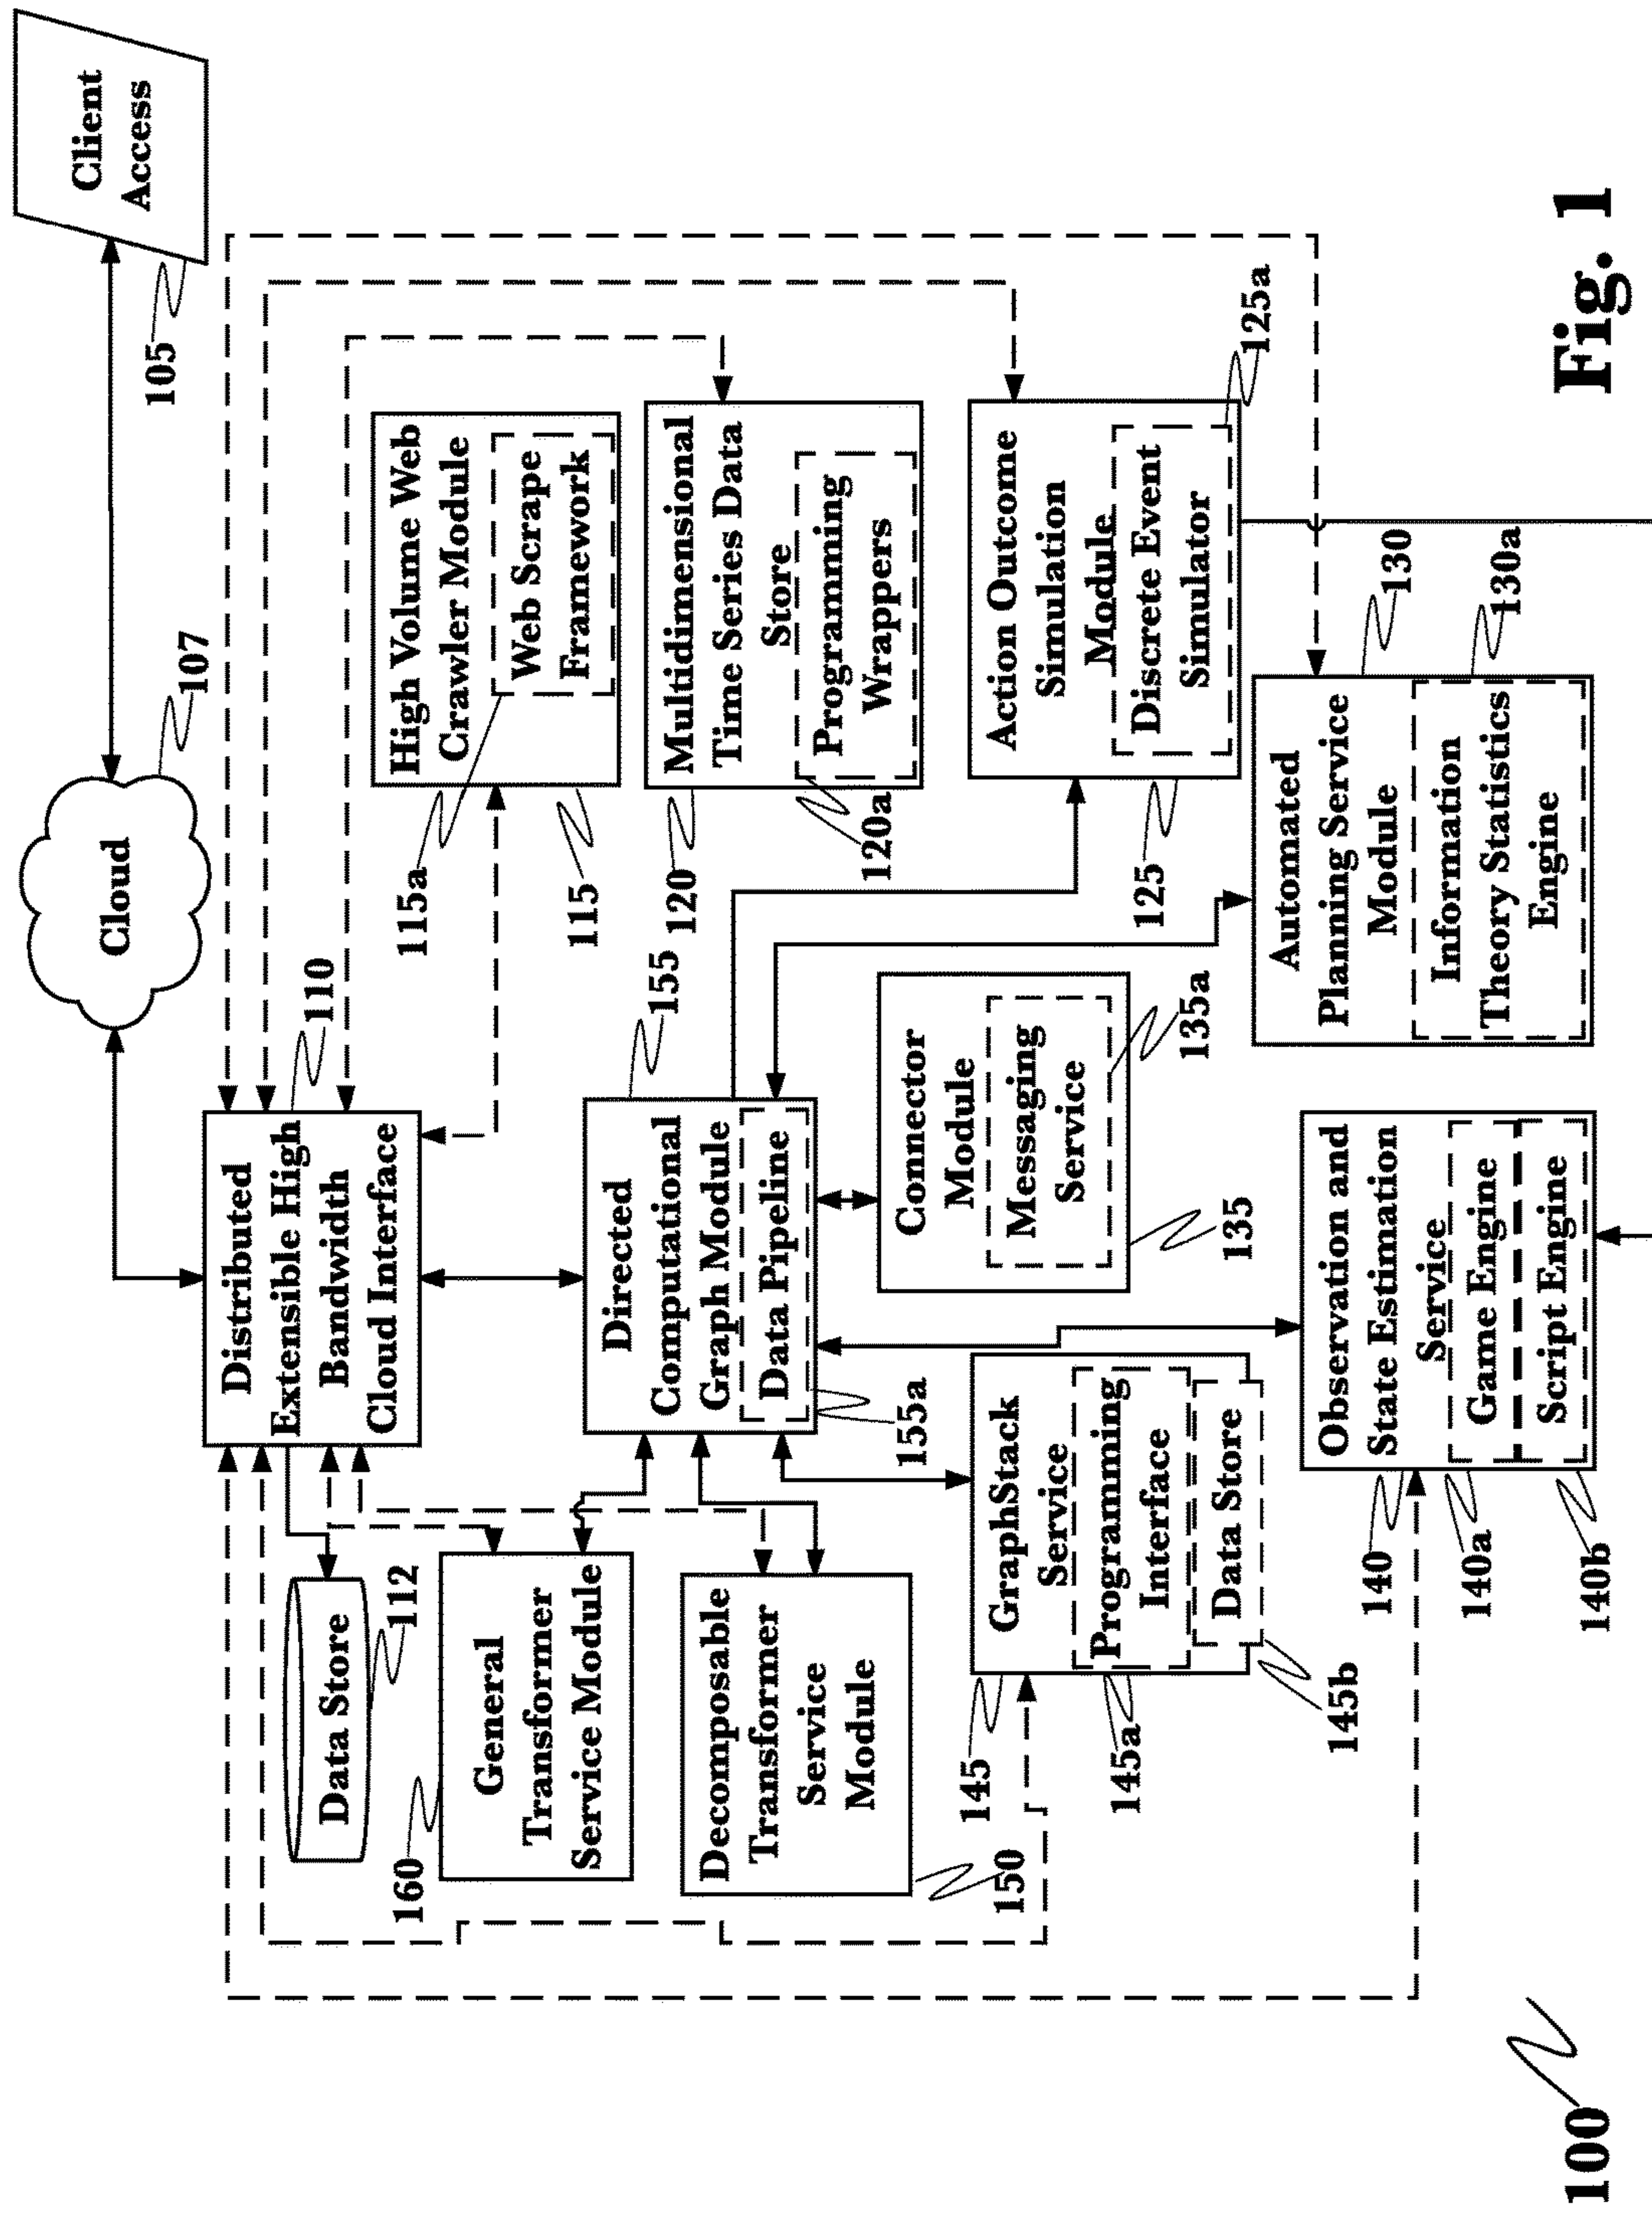 Client
Access
105
Cloud
107
Distributed
Extensible High
Bandwidth
Cloud Interface
110
Data Store
112
High Volume Web
Crawler Module
Web Scrape
Framework
115a
115
Multidimensional
Time Series Data
Store
Programming
Wrappers
120
120a
Action Outcome
Simulation
Module
Discrete Event
Simulator
125
125a
Automated
Planning Service
Module
Information
Theory Statistics
Engine
130
130a
Directed
Computational
Graph Module
Data Pipeline
155
155a
Connector
Module
Messaging
Service
135
135a
General
Transformer
Service Module
160
Decomposable
Transformer
Service
Module
150
GraphStack
Service
Programming
Interface
Data Store
145
145a
145b
Observation and
State Estimation
Service
Game Engine
Script Engine
140
140a
140b
100
Fig. 1